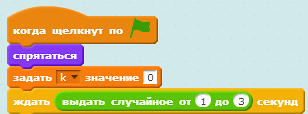 когда щелкнут по
спрятаться
задать k значение 0
ждать выдать случайное от 1 до 3 секунд